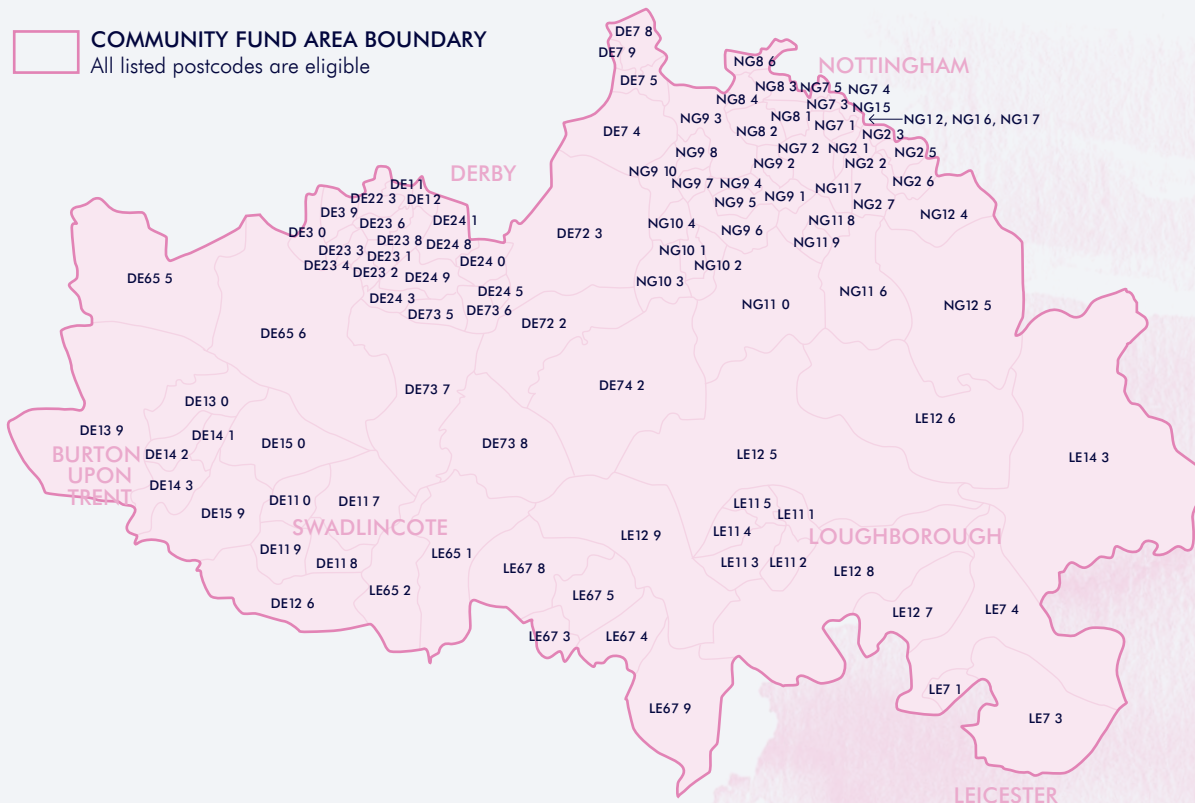 COMMUNITY FUND AREA BOUNDARY
All listed postcodes are eligible
DE7 8
DE7 9
DE7 5
DE7 4
NG8 6
NOTTINGHAM
NG8 3
NG7 5
NG7 4
NG8 4
NG7 3
NG15
NG9 3
NG8 1
NG12, NG16, NG17
NG8 2
NG7 1
NG2 3
NG9 8
NG7 2
NG2 1
NG2 5
NG9 2
NG2 2
NG9 10
NG9 7
NG9 4
NG2 6
NG11 7
NG9 5
NG9 1
NG2 7
NG12 4
NG10 4
NG11 8
NG9 6
NG11 9
NG10 1
NG10 2
NG10 3
NG11 0
NG11 6
NG12 5
DERBY
DE1 1
DE22 3
DE1 2
DE3 9
DE23 6
DE24 1
DE3 0
DE23 8
DE24 8
DE23 3
DE23 1
DE24 0
DE23 4
DE23 2
DE24 9
DE24 3
DE24 5
DE73 5
DE73 6
DE72 3
DE72 2
DE65 5
DE65 6
DE73 7
DE74 2
DE13 0
DE13 9
DE14 1
DE15 0
DE73 8
BURTON
UPON
TRENT
DE14 2
DE14 3
DE15 9
DE11 0
DE11 7
SWADLINCOTE
DE11 9
DE11 8
DE12 6
LE65 1
LE65 2
LE12 6
LE12 5
LE14 3
LE11 5
LE11 1
LE11 4
LOUGHBOROUGH
LE12 9
LE11 3
LE11 2
LE12 8
LE67 8
LE67 5
LE67 3
LE67 4
LE12 7
LE7 4
LE67 9
LE7 1
LE7 3
LEICESTER